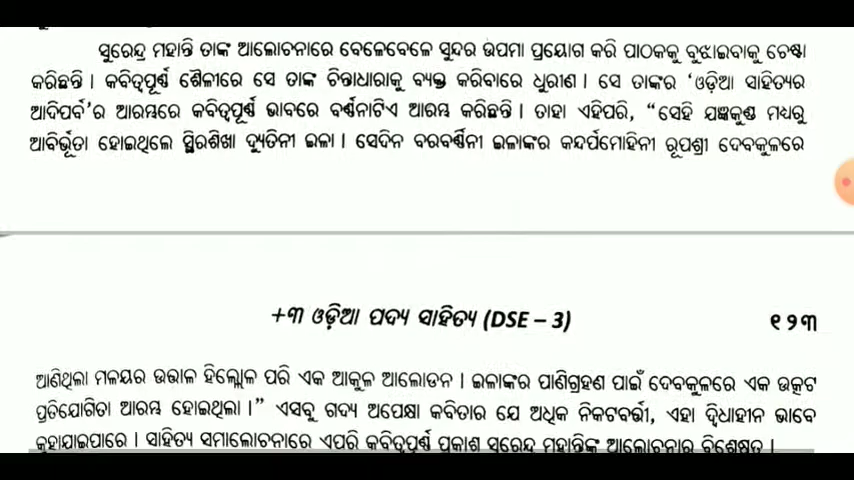 ସୁରେନ୍ଦ୍ର ମହାନ୍ତି ତାଙ୍କ ଆଲୋଚନାରେ ବେଳେବେଳେ ସୁନ୍ଦର ଉପମା ପ୍ରୟୋଗ କରି ପାଠକକୁ ବୁଝାଇବାକୁ ଚେଷ୍ଟା
କରିଛନ୍ତି । କବିତ୍ୱପୂର୍ଣ୍ଣ ଶୈଳୀରେ ସେ ତାଙ୍କ ଚିନ୍ତାଧାରାକୁ ବ୍ୟକ୍ତ କରିବାରେ ଧୁରୀଣ । ସେ ତାଙ୍କର ‘ଓଡ଼ିଆ ସାହିତ୍ୟର
ଆଦିପର୍ବ’ର ଆରମ୍ଭରେ କବିତ୍ୱପୂର୍ଣ୍ଣ ଭାବରେ ବର୍ଣ୍ଣନାଟିଏ ଆରମ୍ଭ କରିଛନ୍ତି । ତାହା ଏହିପରି, “ସେହି ଯଜ୍ଞକୁଣ୍ଡ ମଧ୍ୟରୁ
ଆବିର୍ଭୂତା ହୋଇଥିଲେ ସ୍ଥିରଶିଖା ଦ୍ୟୁତିନୀ ଇଳା । ସେଦିନ ବରବର୍ଣ୍ଣିନୀ ଇଳାଙ୍କର କନ୍ଦର୍ପମୋହିନୀ ରୂପଶ୍ରୀ ଦେବକୁଳରେ
+୩ ଓଡ଼ିଆ ପଦ୍ୟ ସାହିତ୍ୟ (DSE – 3) ୧୨୩
ଆଣିଥିଲା ମଳୟର ଉତ୍ତାଳ ହିଲ୍ଲୋଳ ପରି ଏକ ଆକୁଳ ଆଲୋଡନ । ଇଳାଙ୍କର ପାଣିଗ୍ରହଣ ପାଇଁ ଦେବକୁଳରେ ଏକ ଉତ୍କଟ
ପ୍ରତିଯୋଗିତା ଆରମ୍ଭ ହୋଇଥିଲା ।” ଏସବୁ ଗଦ୍ୟ ଅପେକ୍ଷା କବିତାର ଯେ ଅଧିକ ନିକଟବର୍ତ୍ତୀ, ଏହା ଦ୍ୱିଧାହୀନ ଭାବେ
କୁହାଯାଇପାରେ । ସାହିତ୍ୟ ସମାଲୋଚନାରେ ଏପରି କବିତ୍ୱପୂର୍ଣ୍ଣ ପ୍ରକାଶ ସୁରେନ୍ଦ୍ର ମହାନ୍ତିଙ୍କ ଆଲୋଚନାର ବିଶେଷତ୍ୱ ।